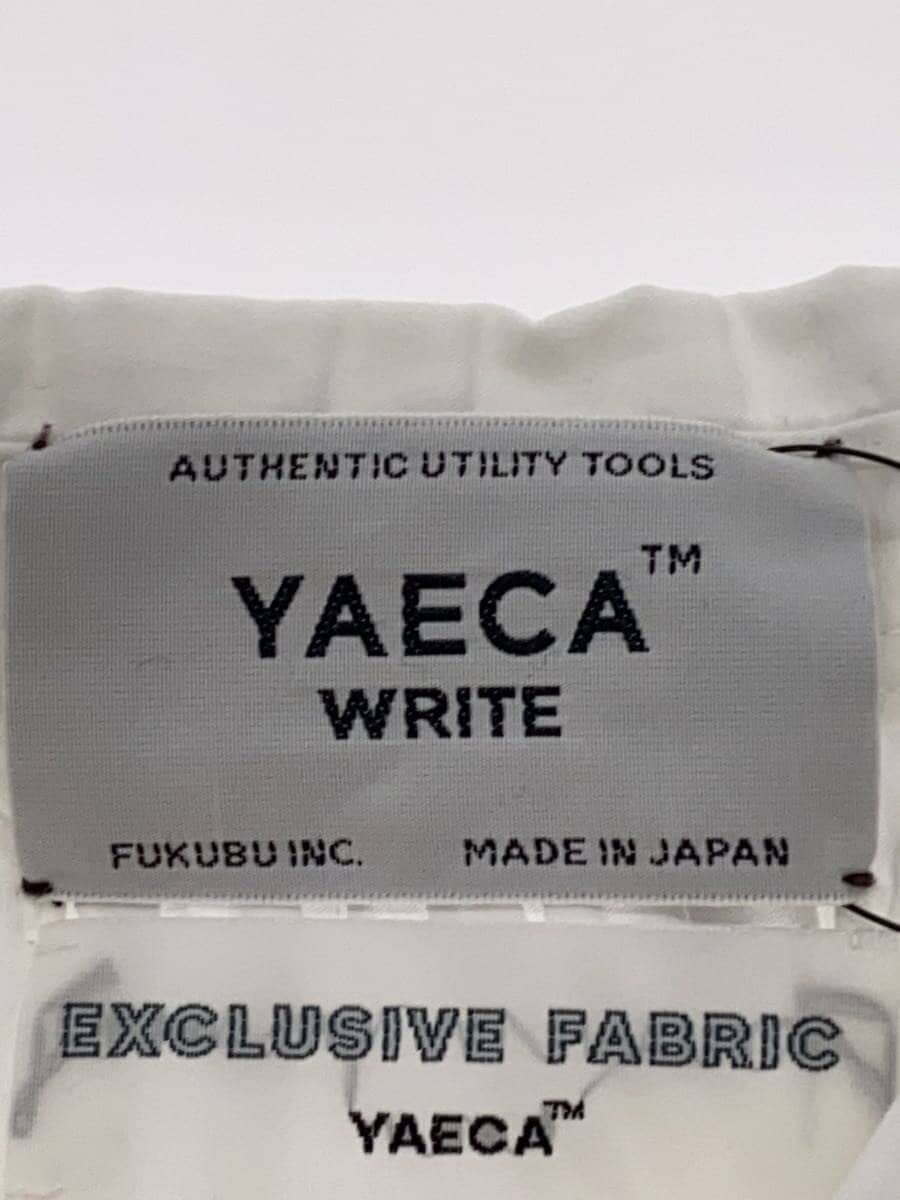 AUTHENTIC UTILITY TOOLS
YAECA™
WRITE
FUKUBU INC. MADE IN JAPAN
EXCLUSIVE FABRIC
YAECA™